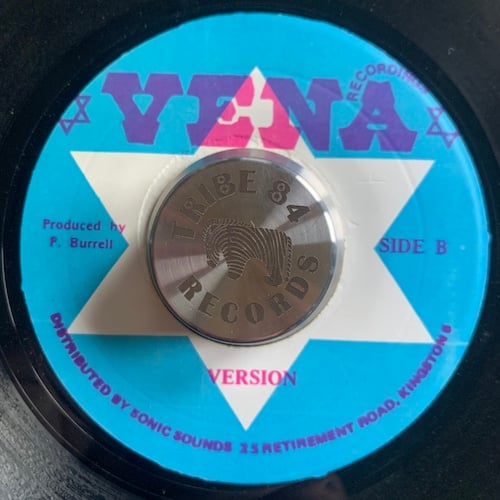 VENA
RECORDINGS
TRIBE 84
RECORDS
Produced by
P. Burrell
SIDE B
VERSION
DISTRIBUTED BY SONIC SOUNDS 25 RETIREMENT ROAD, KINGSTON 5